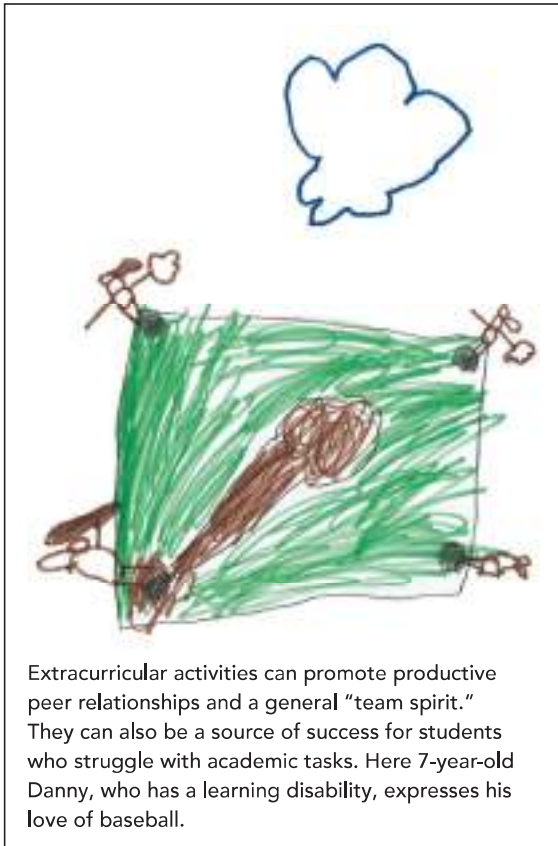 Extracurricular activities can promote productive
peer relationships and a general “team spirit.”
They can also be a source of success for students
who struggle with academic tasks. Here 7-year-old
Danny, who has a learning disability, expresses his
love of baseball.